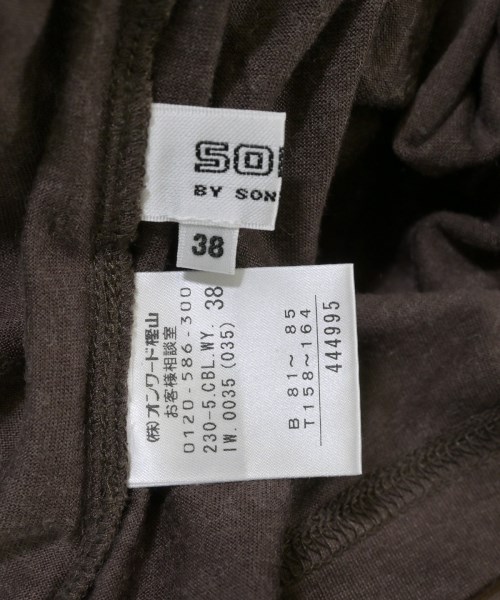 SO
BY SON
38
(株)オンワード樫山
お客様相談室
0120-586-300
230-5.CBL.WY. 38
IW.0035 (035)
B 81~ 85
T158~164
444995